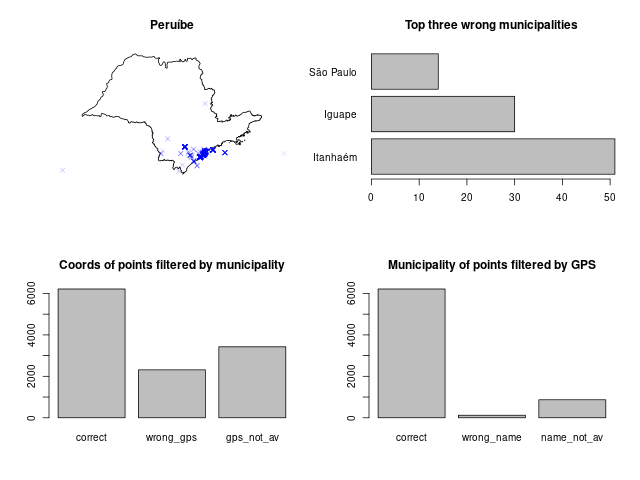 Peruíbe
Top three wrong municipalities
São Paulo
Iguape
Itanhaém
0 10 20 30 40 50
Coords of points filtered by municipality
6000
4000
2000
0
correct wrong_gps gps_not_av
Municipality of points filtered by GPS
6000
4000
2000
0
correct wrong_name name_not_av